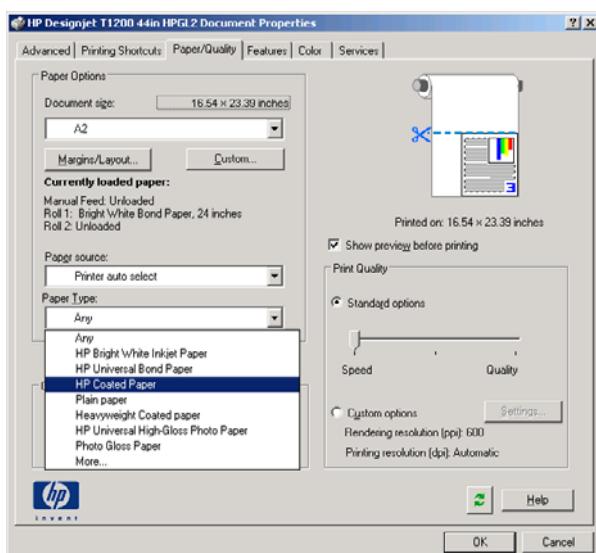 HP Designjet T1200 44in HPGL2 Document Properties
Advanced
Printing Shortcuts
Paper/Quality
Features
Color
Services
Paper Options
Document size:
16.54 × 23.39 inches
A2
Margins/Layout...
Custom...
Currently loaded paper:
Manual Feed: Unloaded
Roll 1: Bright White Bond Paper, 24 inches
Roll 2: Unloaded
Paper source:
Printer auto select
Paper Type:
Any
Any
HP Bright White Inkjet Paper
HP Universal Bond Paper
HP Coated Paper
Plain paper
Heavyweight Coated paper
HP Universal High-Gloss Photo Paper
Photo Gloss Paper
More...
3
Printed on: 16.54 × 23.39 inches
Show preview before printing
Print Quality
Standard options
Speed
Quality
Custom options
Settings...
Rendering resolution (ppi): 600
Printing resolution (dpi): Automatic
hp
invent
Help
OK
Cancel